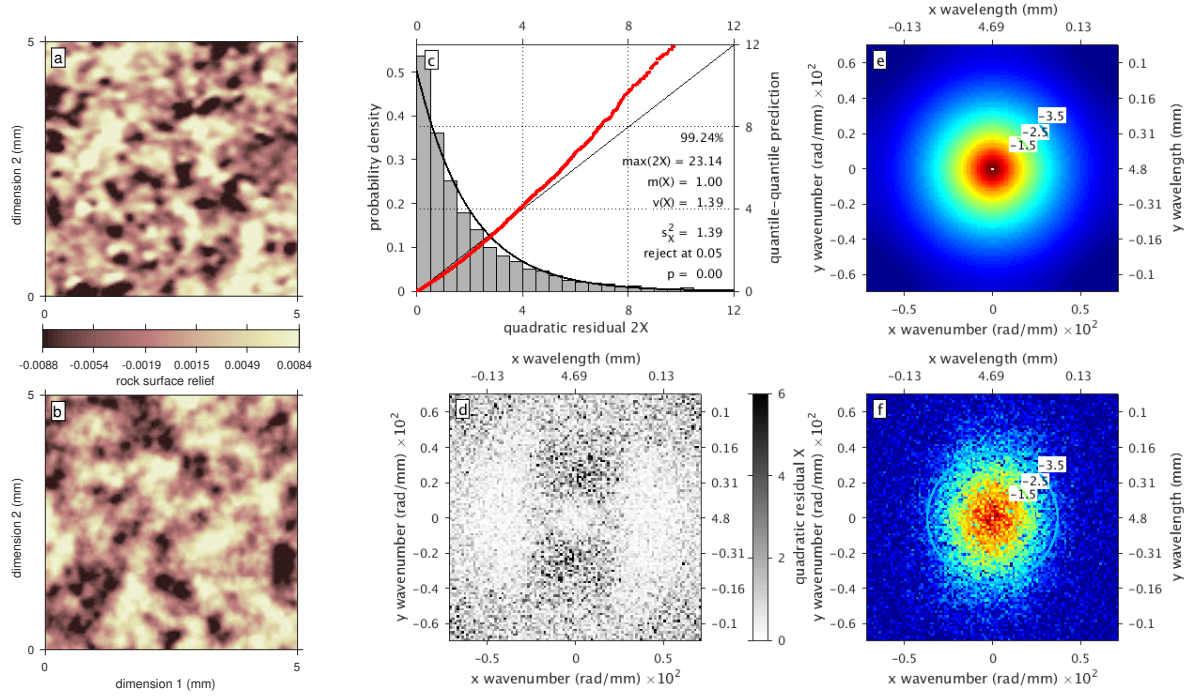 a
5
0
0
5
dimension 2 (mm)
-0.0088 -0.0054 -0.0019 0.0015 0.0049 0.0084
rock surface relief
b
5
0
0
5
dimension 2 (mm)
dimension 1 (mm)
0 4 8 12
c
0.5
0.4
0.3
0.2
0.1
0
probability density
0 4 8 12
quadratic residual 2X
12
8
4
0
quantile−quantile prediction
99.24%
max(2X) = 23.14
m(X) = 1.00
v(X) = 1.39
s²X = 1.39
reject at 0.05
p = 0.00
x wavelength (mm)
−0.13 4.69 0.13
d
0.6
0.4
0.2
0
−0.2
−0.4
−0.6
y wavenumber (rad/mm) ×10²
0.1
0.16
0.31
4.8
−0.31
−0.16
−0.1
−0.5 0 0.5
x wavenumber (rad/mm) ×10²
6
4
2
0
quadratic residual X
x wavelength (mm)
−0.13 4.69 0.13
e
0.6
0.4
0.2
0
−0.2
−0.4
−0.6
y wavenumber (rad/mm) ×10²
−3.5
−2.5
−1.5
0.1
0.16
0.31
4.8
−0.31
−0.16
−0.1
y wavelength (mm)
−0.5 0 0.5
x wavenumber (rad/mm) ×10²
x wavelength (mm)
−0.13 4.69 0.13
f
0.6
0.4
0.2
0
−0.2
−0.4
−0.6
y wavenumber (rad/mm) ×10²
−3.5
−2.5
−1.5
0.1
0.16
0.31
4.8
−0.31
−0.16
−0.1
y wavelength (mm)
−0.5 0 0.5
x wavenumber (rad/mm) ×10²